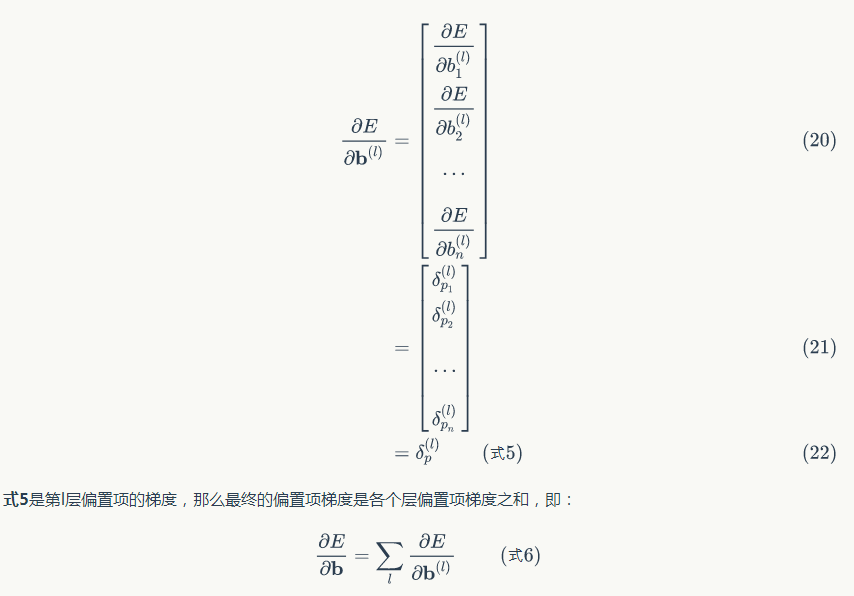 $$\frac{\partial E}{\partial \mathbf{b}^{(l)}} = \begin{bmatrix} \frac{\partial E}{\partial b_1^{(l)}} \\ \frac{\partial E}{\partial b_2^{(l)}} \\ \cdots \\ \frac{\partial E}{\partial b_n^{(l)}} \end{bmatrix} \quad (20)$$
$$= \begin{bmatrix} \delta_{p_1}^{(l)} \\ \delta_{p_2}^{(l)} \\ \cdots \\ \delta_{p_n}^{(l)} \end{bmatrix} \quad (21)$$
$$= \delta_p^{(l)} \quad (式5) \quad (22)$$
式5是第l层偏置项的梯度，那么最终的偏置项梯度是各个层偏置项梯度之和，即：
$$\frac{\partial E}{\partial \mathbf{b}} = \sum_l \frac{\partial E}{\partial \mathbf{b}^{(l)}} \quad (式6)$$